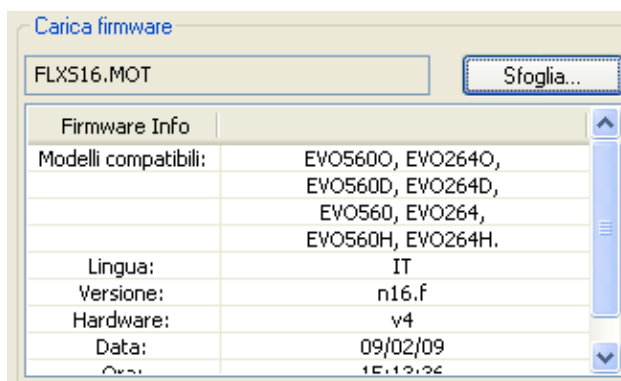 Carica firmware
FLXS16.MOT
Sfoglia...
Firmware Info
Modelli compatibili: EVO560O, EVO264O,
EVO560D, EVO264D,
EVO560, EVO264,
EVO560H, EVO264H.
Lingua: IT
Versione: n16.f
Hardware: v4
Data: 09/02/09